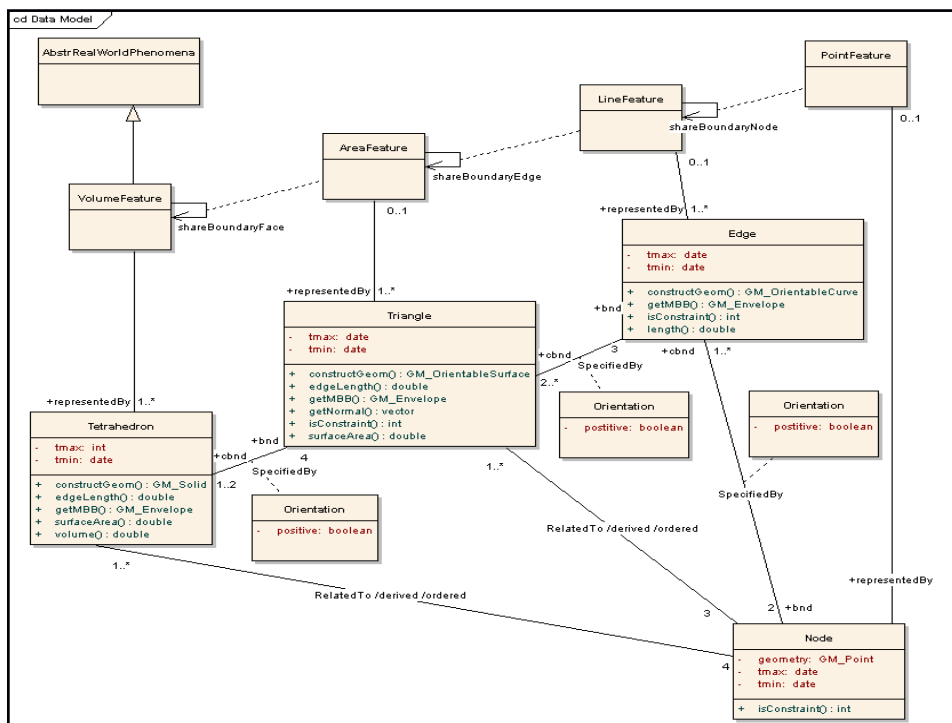 cd Data Model
AbstrRealWorldPhenomena
PointFeature
LineFeature
0..1
shareBoundaryNode
AreaFeature
0..1
shareBoundaryEdge
VolumeFeature
0..1
shareBoundaryFace
+representedBy 1..*
Edge
- tmax: date
- tmin: date
+ constructGeom() : GM_OrientableCurve
+ getMBB() : GM_Envelope
+ isConstraint() : int
+ length() : double
+representedBy 1..*
Triangle
- tmax: date
- tmin: date
+ constructGeom() : GM_OrientableSurface
+ edgeLength() : double
+ getMBB() : GM_Envelope
+ getNormal() : vector
+ isConstraint() : int
+ surfaceArea() : double
+bnd
3
+cbnd
2..*
SpecifiedBy
+cbnd
1..*
Orientation
- postitive: boolean
Orientation
- postitive: boolean
SpecifiedBy
+representedBy 1..*
Tetrahedron
- tmax: int
- tmin: date
+ constructGeom() : GM_Solid
+ edgeLength() : double
+ getMBB() : GM_Envelope
+ surfaceArea() : double
+ volume() : double
+bnd
4
+cbnd
1..2
SpecifiedBy
Orientation
- positive: boolean
1..*
RelatedTo /derived /ordered
1..*
RelatedTo /derived /ordered
+representedBy
3
2
+bnd
4
Node
- geometry: GM_Point
- tmax: date
- tmin: date
+ isConstraint() : int